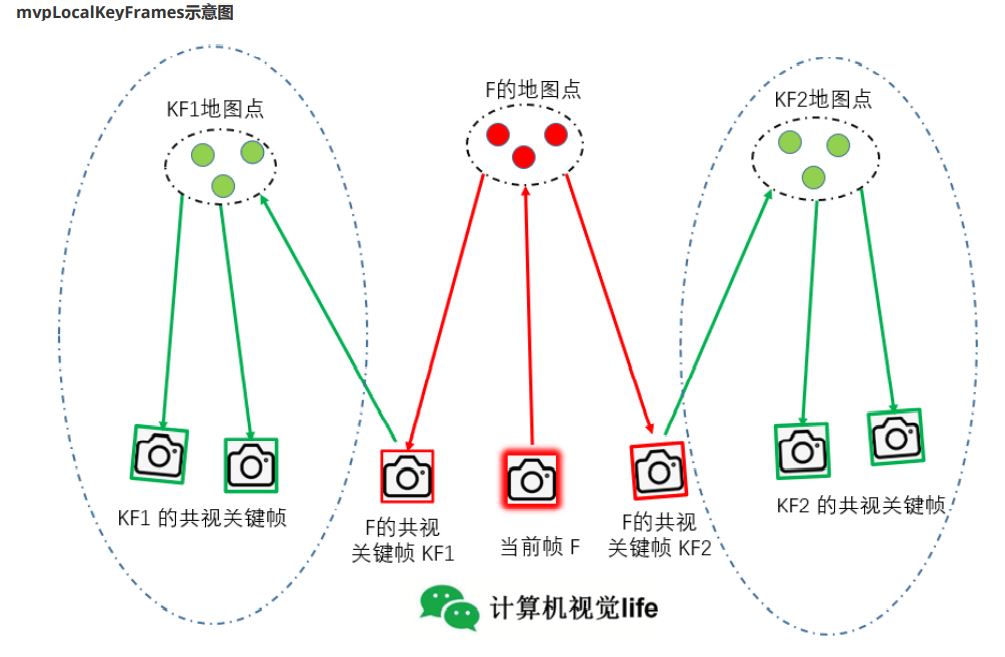 mvpLocalKeyFrames示意图
KF1地图点
F的地图点
KF2地图点
KF1 的共视关键帧
F的共视
关键帧 KF1
当前帧 F
F的共视
关键帧 KF2
KF2 的共视关键帧
计算机视觉life